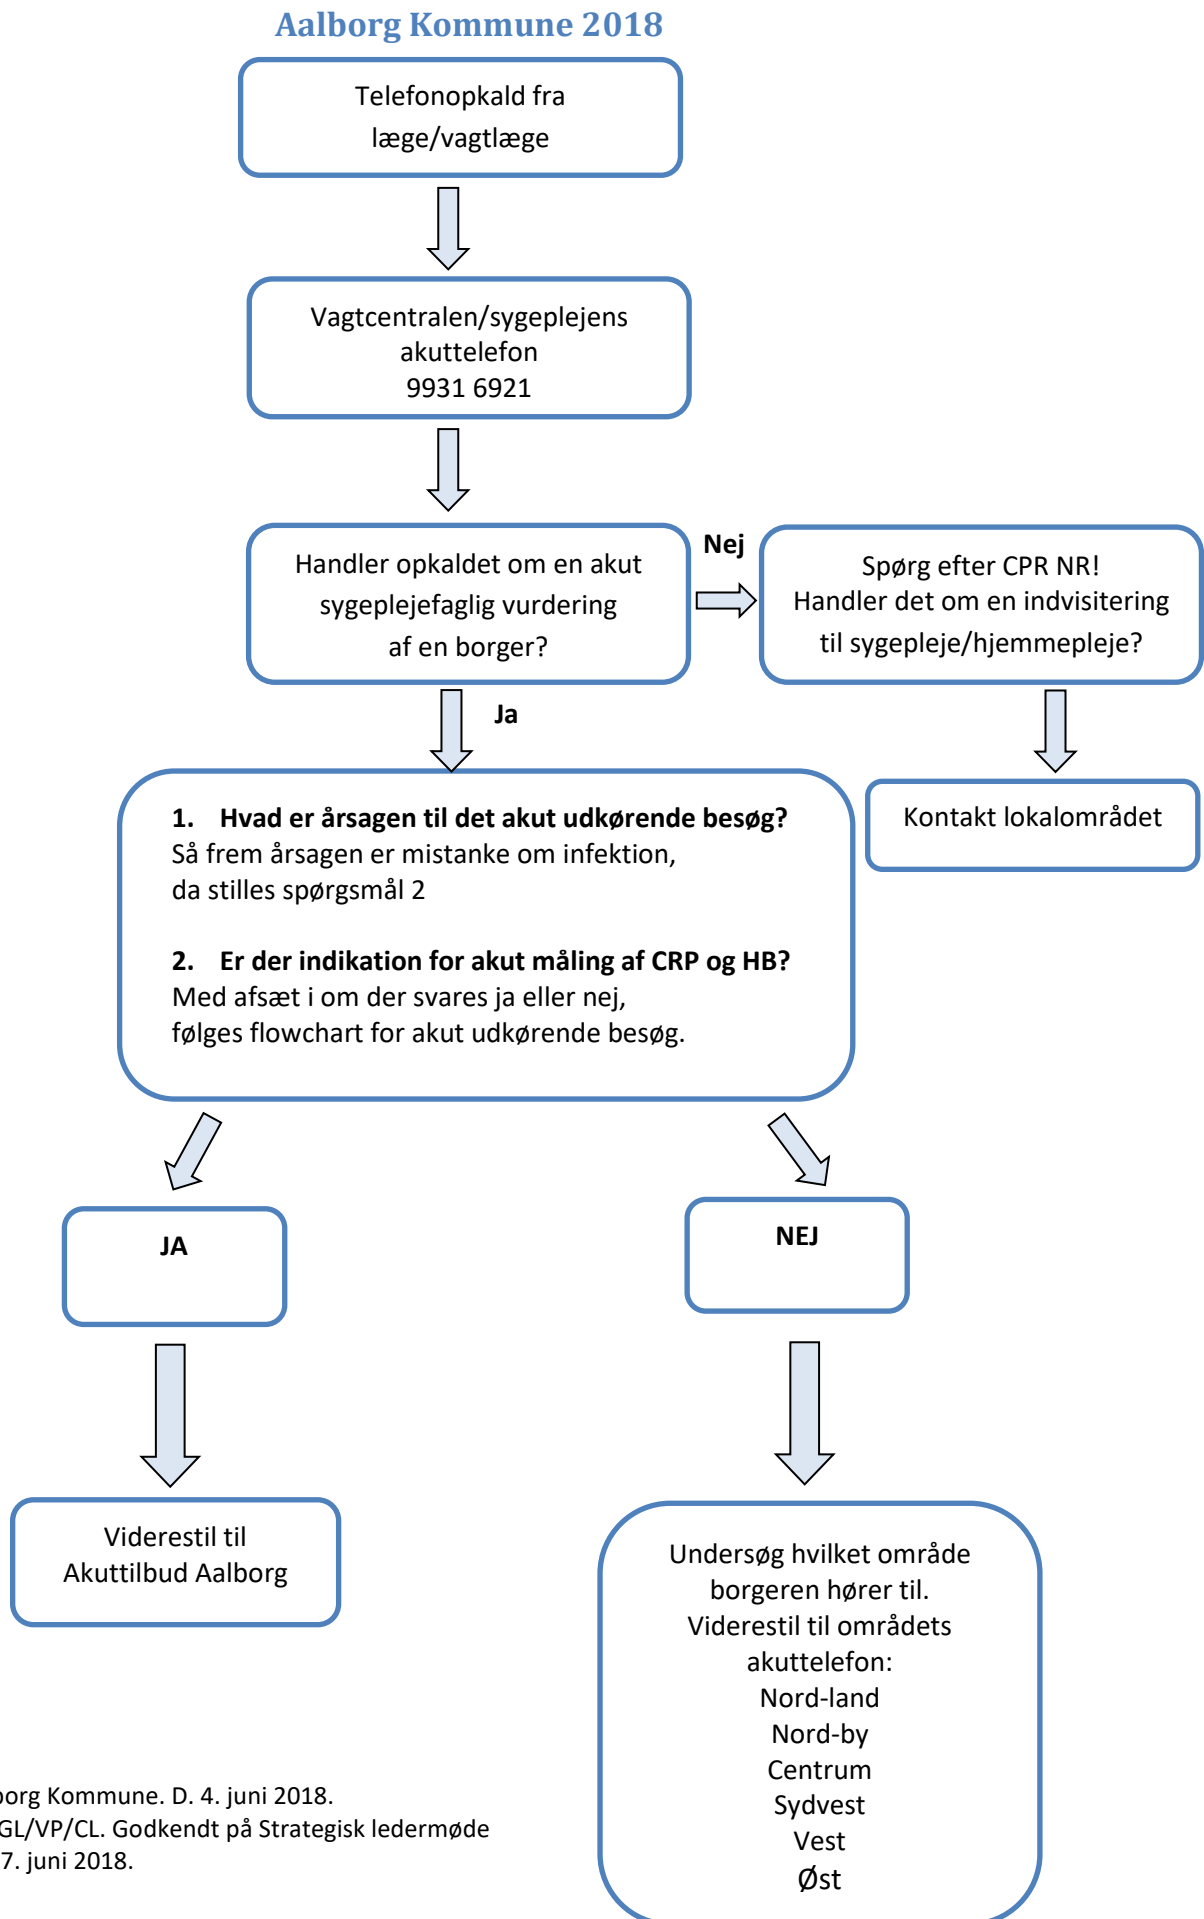 Aalborg Kommune 2018
Telefonopkald fra
læge/vagtlæge
Vagtcentralen/sygeplejens
akuttelefon
9931 6921
Handler opkaldet om en akut
sygeplejefaglig vurdering
af en borger?
Nej
Spørg efter CPR NR!
Handler det om en indvisitering
til sygepleje/hjemmepleje?
Ja
Kontakt lokalområdet
1. Hvad er årsagen til det akut udkørende besøg?
Så frem årsagen er mistanke om infektion,
da stilles spørgsmål 2
2. Er der indikation for akut måling af CRP og HB?
Med afsæt i om der svares ja eller nej,
følges flowchart for akut udkørende besøg.
JA
NEJ
Viderestil til
Akuttilbud Aalborg
Undersøg hvilket område
borgeren hører til.
Viderestil til områdets
akuttelefon:
Nord-land
Nord-by
Centrum
Sydvest
Vest
Øst
borg Kommune. D. 4. juni 2018.
GL/VP/CL. Godkendt på Strategisk ledermøde
7. juni 2018.